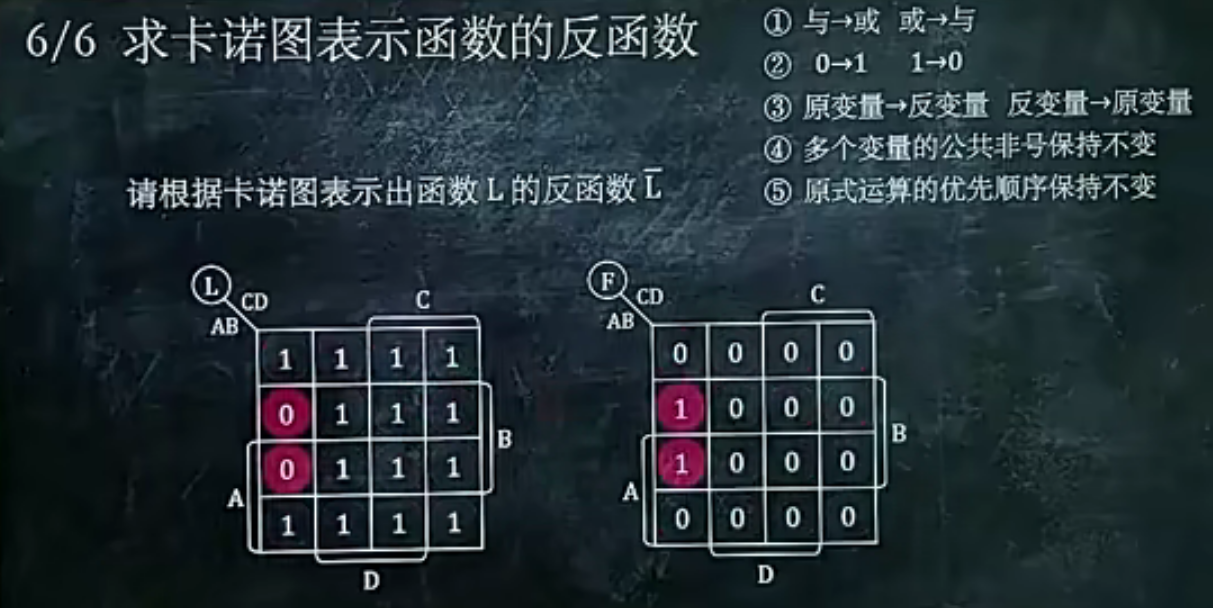 6/6 求卡诺图表示函数的反函数
① 与→或 或→与
② 0→1 1→0
③ 原变量→反变量 反变量→原变量
④ 多个变量的公共非号保持不变
⑤ 原式运算的优先顺序保持不变
请根据卡诺图表示出函数 L 的反函数 L̅
L
CD
C
AB
1 1 1 1
0 1 1 1
B
0 1 1 1
A
1 1 1 1
D
F
CD
C
AB
0 0 0 0
1 0 0 0
B
1 0 0 0
A
0 0 0 0
D